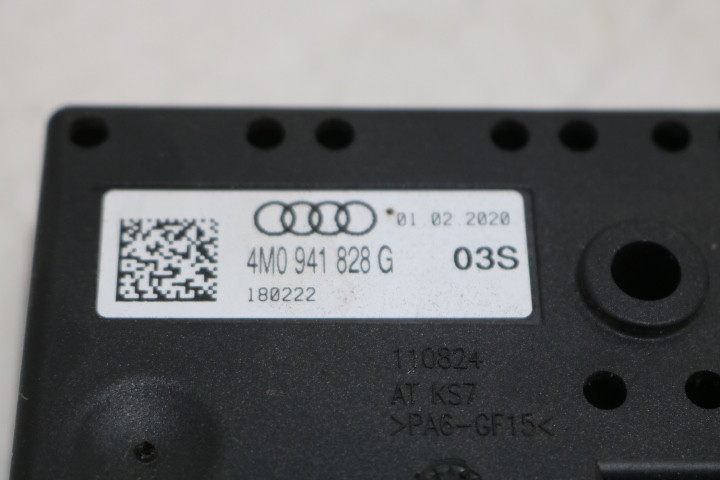 01 02 2020
4M0 941 828 G 03S
180222
110824
AT KS7
>PA6-GF15<